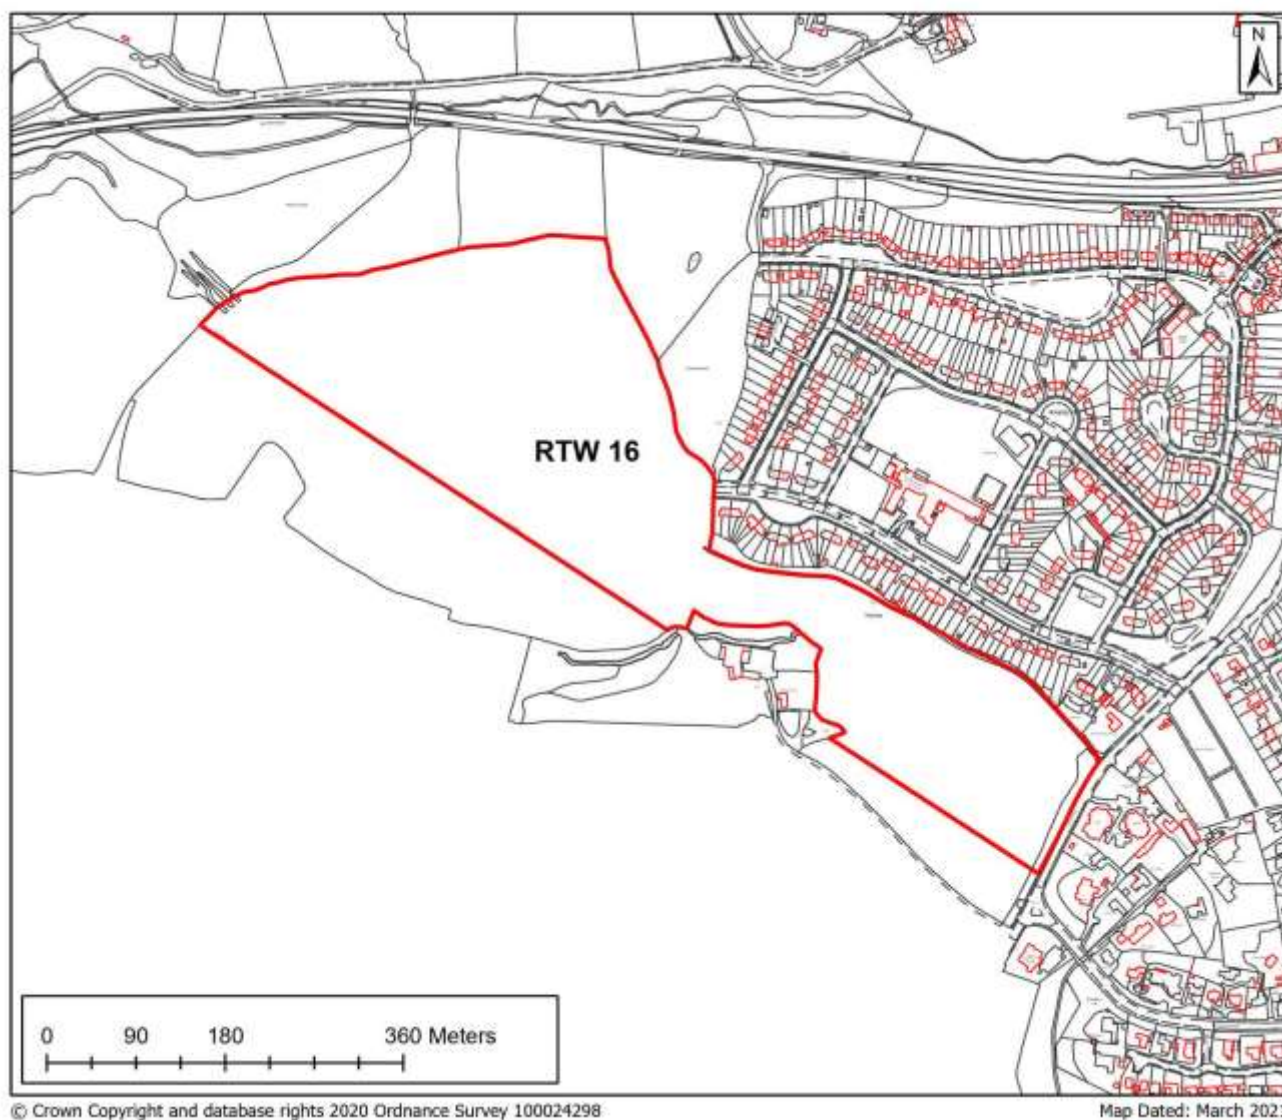 N
RTW 16
0 90 180 360 Meters
© Crown Copyright and database rights 2020 Ordnance Survey 100024298
Map Dated: March 2021